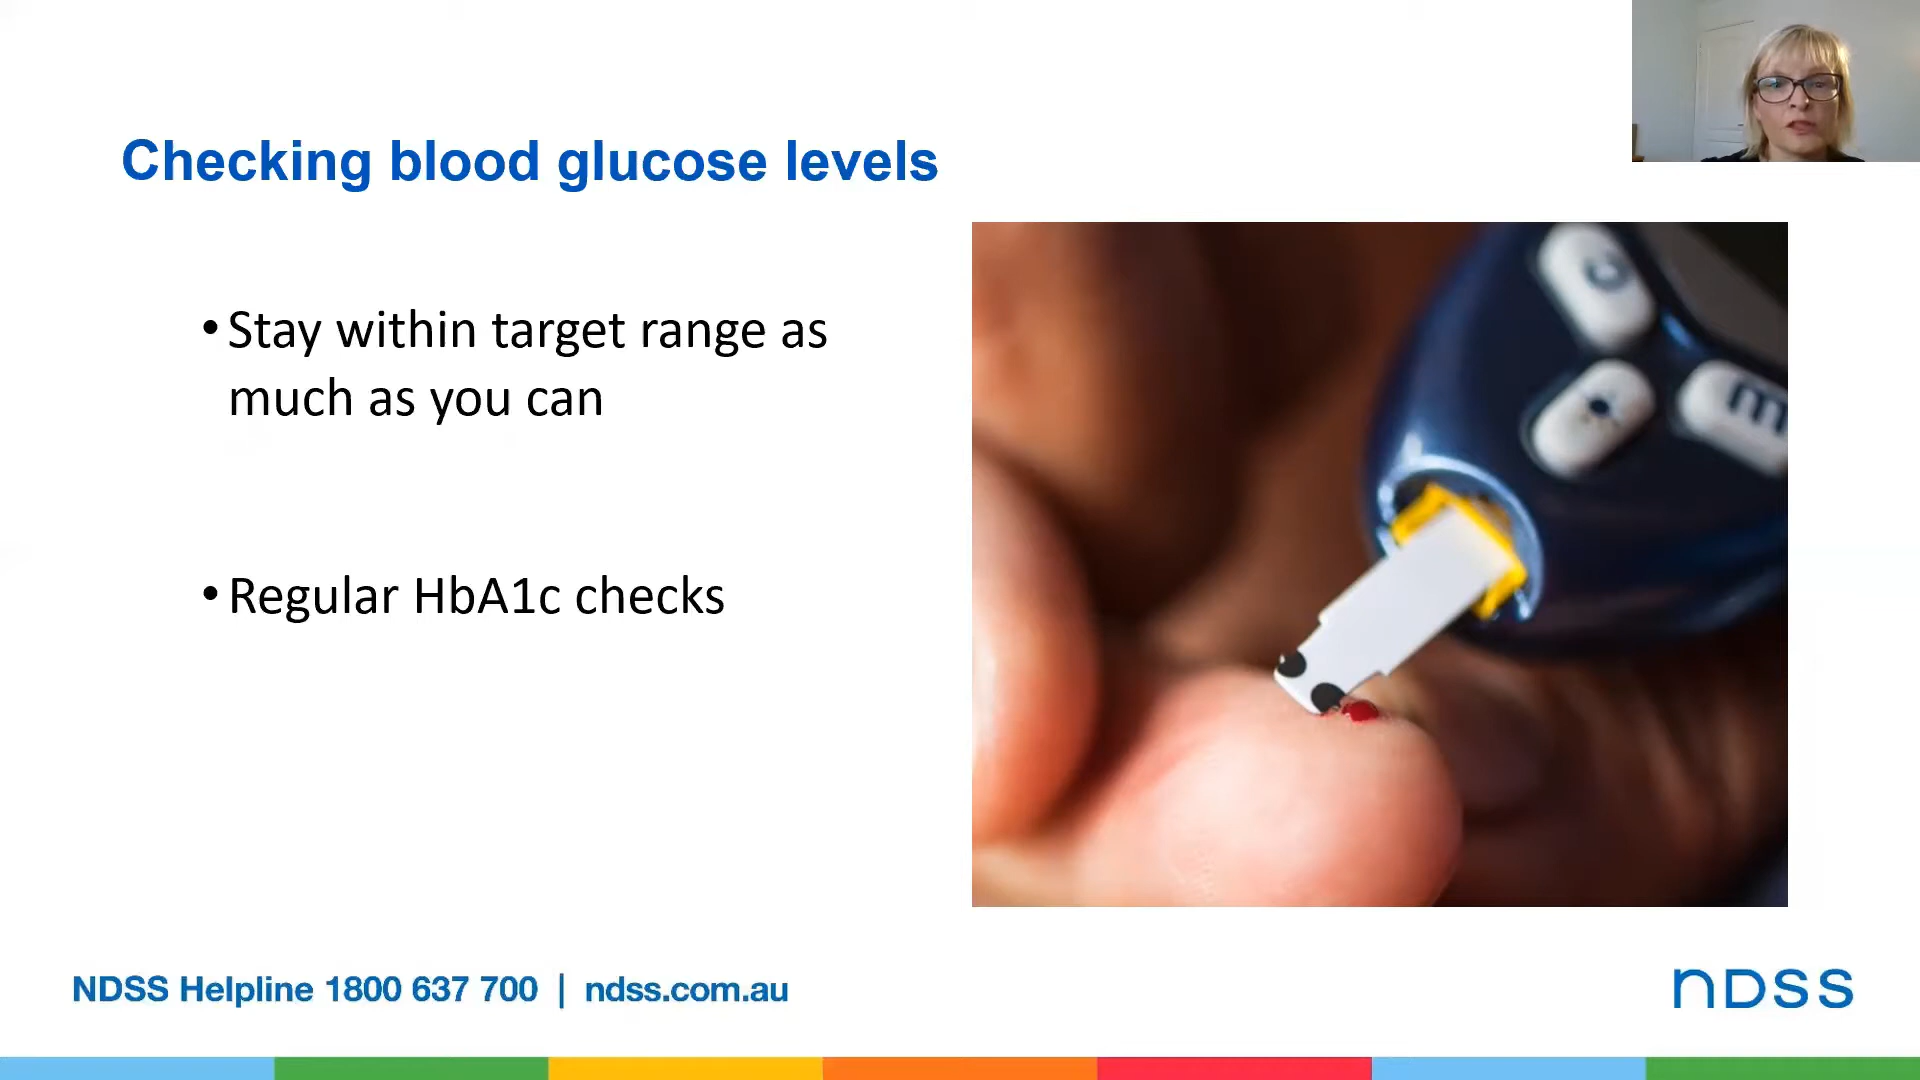 Checking blood glucose levels
• Stay within target range as
much as you can
• Regular HbA1c checks
m
NDSS Helpline 1800 637 700 | ndss.com.au
ndss